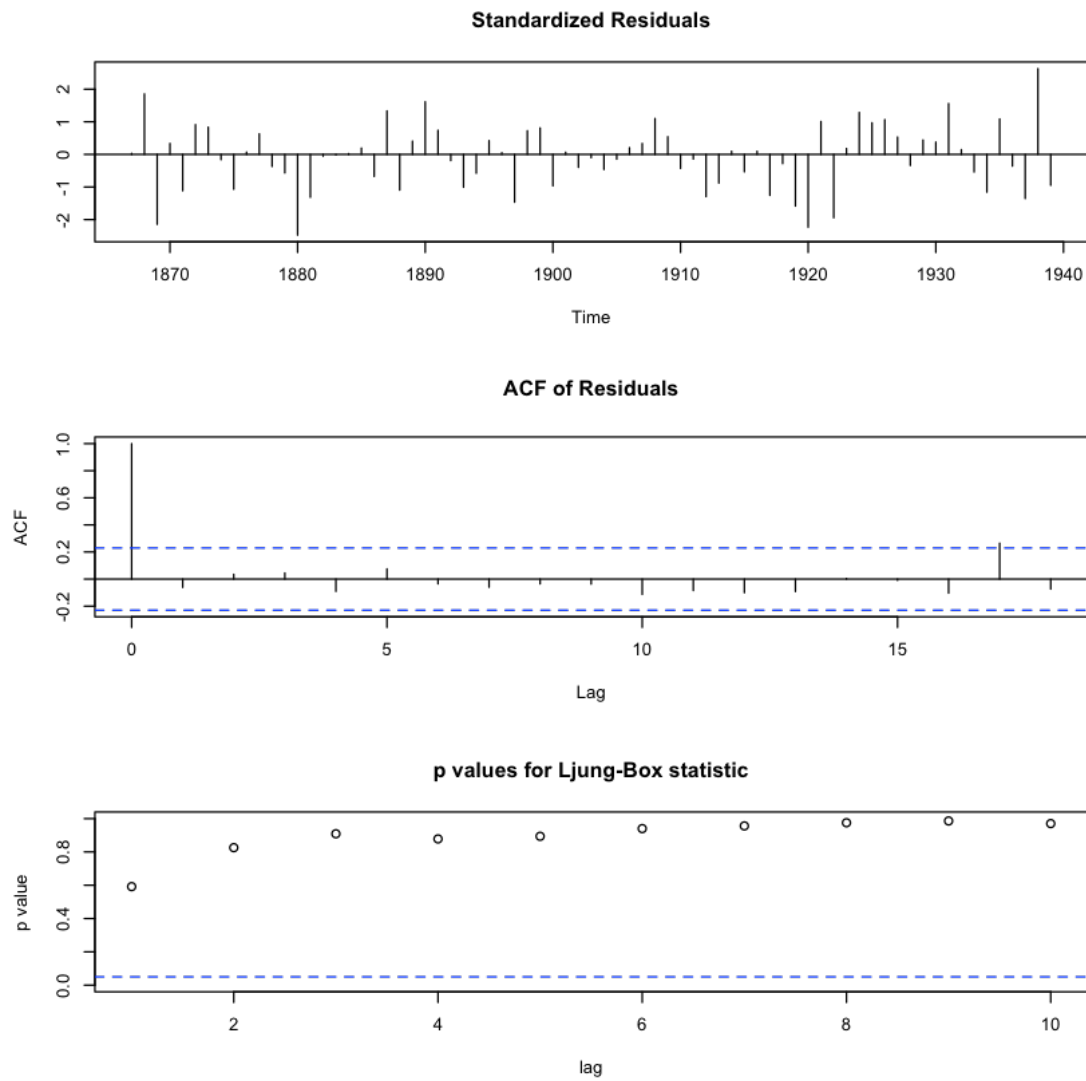 Standardized Residuals
2
1
0
-1
-2
1870 1880 1890 1900 1910 1920 1930 1940
Time
ACF of Residuals
ACF
1.0
0.6
0.2
-0.2
0 5 10 15
Lag
p values for Ljung-Box statistic
p value
0.8
0.4
0.0
2 4 6 8 10
lag